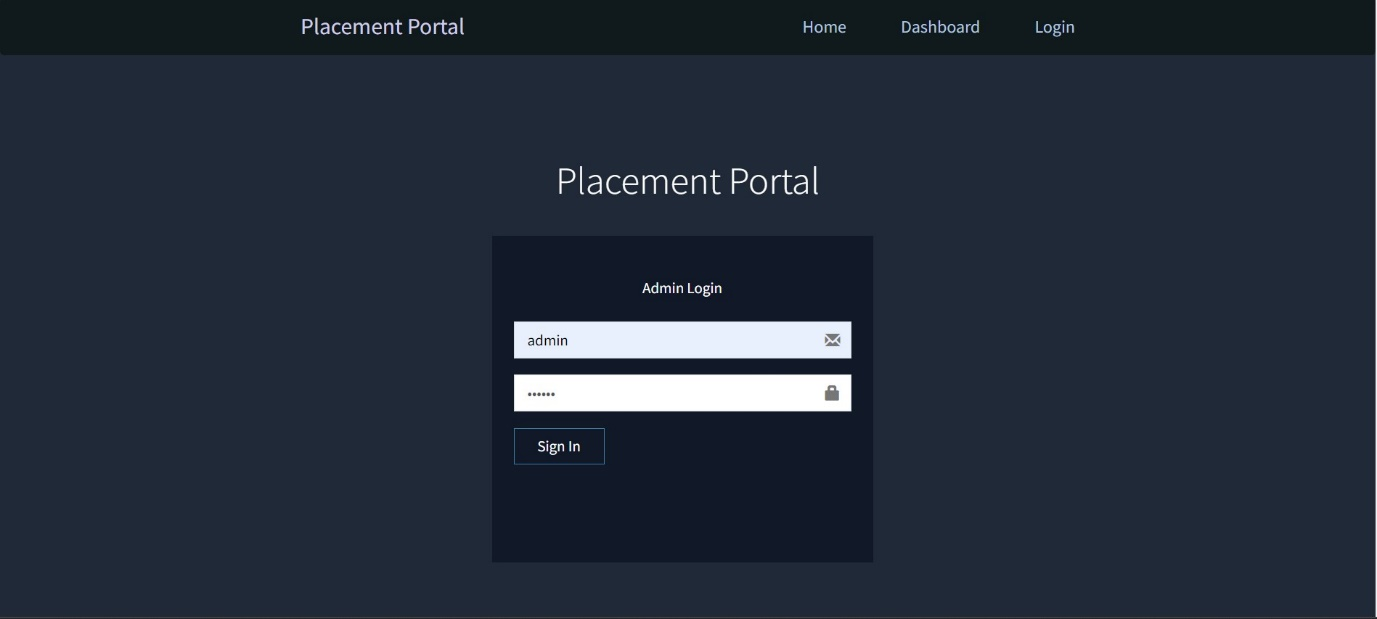 Placement Portal Home Dashboard Login
Placement Portal
Admin Login
admin
••••••
Sign In